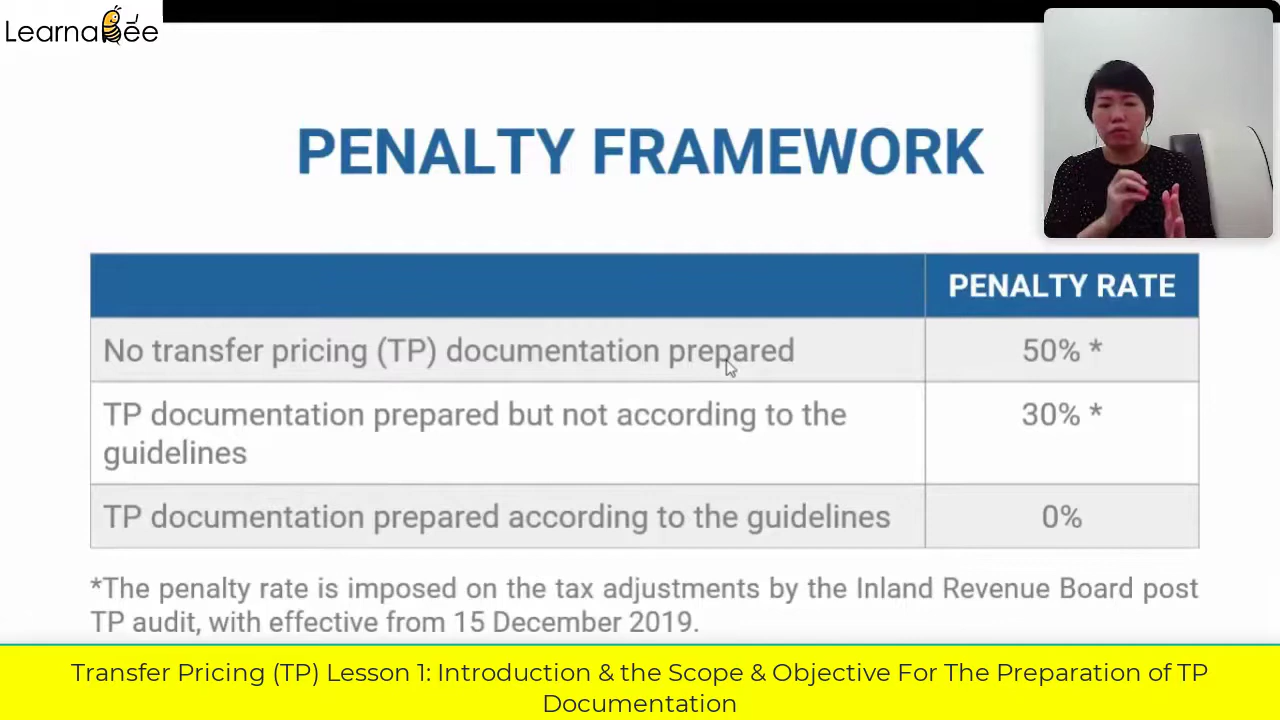 LearnaBee
PENALTY FRAMEWORK
PENALTY RATE
No transfer pricing (TP) documentation prepared
50% *
TP documentation prepared but not according to the
guidelines
30% *
TP documentation prepared according to the guidelines
0%
*The penalty rate is imposed on the tax adjustments by the Inland Revenue Board post
TP audit, with effective from 15 December 2019.
Transfer Pricing (TP) Lesson 1: Introduction & the Scope & Objective For The Preparation of TP
Documentation